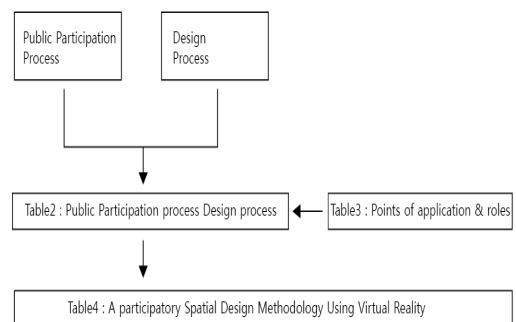 Public Participation
Process
Design
Process
Table2 : Public Participation process Design process
Table3 : Points of application & roles
Table4 : A participatory Spatial Design Methodology Using Virtual Reality